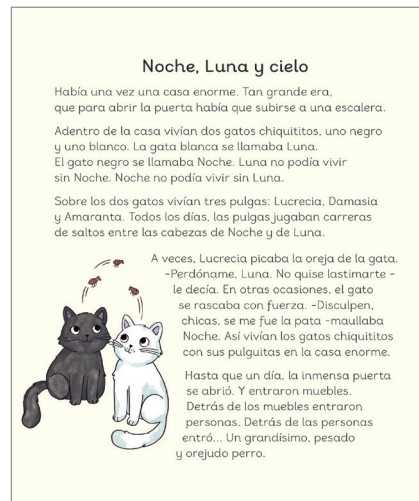 Noche, Luna y cielo
Había una vez una casa enorme. Tan grande era,
que para abrir la puerta había que subirse a una escalera.
Adentro de la casa vivían dos gatos chiquititos, uno negro
y uno blanco. La gata blanca se llamaba Luna.
El gato negro se llamaba Noche. Luna no podía vivir
sin Noche. Noche no podía vivir sin Luna.
Sobre los dos gatos vivían tres pulgas: Lucrecia, Damasia
y Amaranta. Todos los días, las pulgas jugaban carreras
de saltos entre las cabezas de Noche y de Luna.
A veces, Lucrecia picaba la oreja de la gata.
-Perdóname, Luna. No quise lastimarte -
le decía. En otras ocasiones, el gato
se rascaba con fuerza. -Disculpen,
chicas, se me fue la pata -maullaba
Noche. Así vivían los gatos chiquititos
con sus pulguitas en la casa enorme.
Hasta que un día, la inmensa puerta
se abrió. Y entraron muebles.
Detrás de los muebles entraron
personas. Detrás de las personas
entró... Un grandísimo, pesado
y orejudo perro.